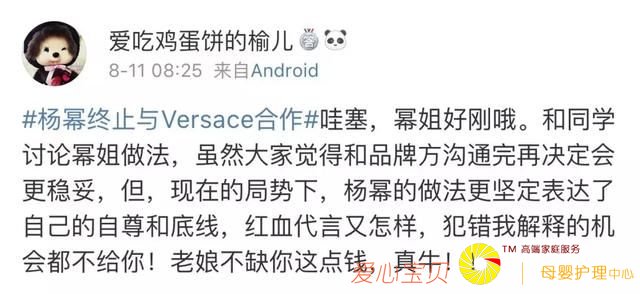 爱吃鸡蛋饼的榆儿
8-11 08:25 来自Android
#杨幂终止与Versace合作#哇塞，幂姐好刚哦。和同学
讨论幂姐做法，虽然大家觉得和品牌方沟通完再决定会
更稳妥，但，现在的局势下，杨幂的做法更坚定表达了
自己的自尊和底线，红血代言又怎样，犯错我解释的机
会都不给你！老娘不缺你这点钱，真牛！！
爱心宝贝
TM 高端家庭服务
母婴护理中心